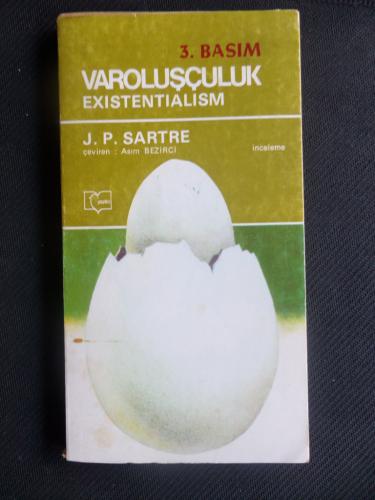 3. BASIM
VAROLUŞÇULUK
EXISTENTIALISM
J. P. SARTRE
çeviren : Asım BEZİRCİ
inceleme